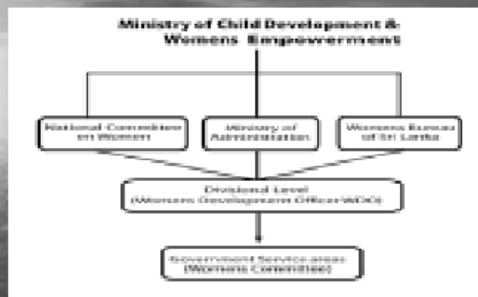 Ministry of Child Development &
Womens Empowerment
National Committee
on Women
Ministry of
Administration
Womens Bureau
of Sri Lanka
Divisional Level
(Womens Development Officer WDO)
Government Service areas
(Womens Committee)